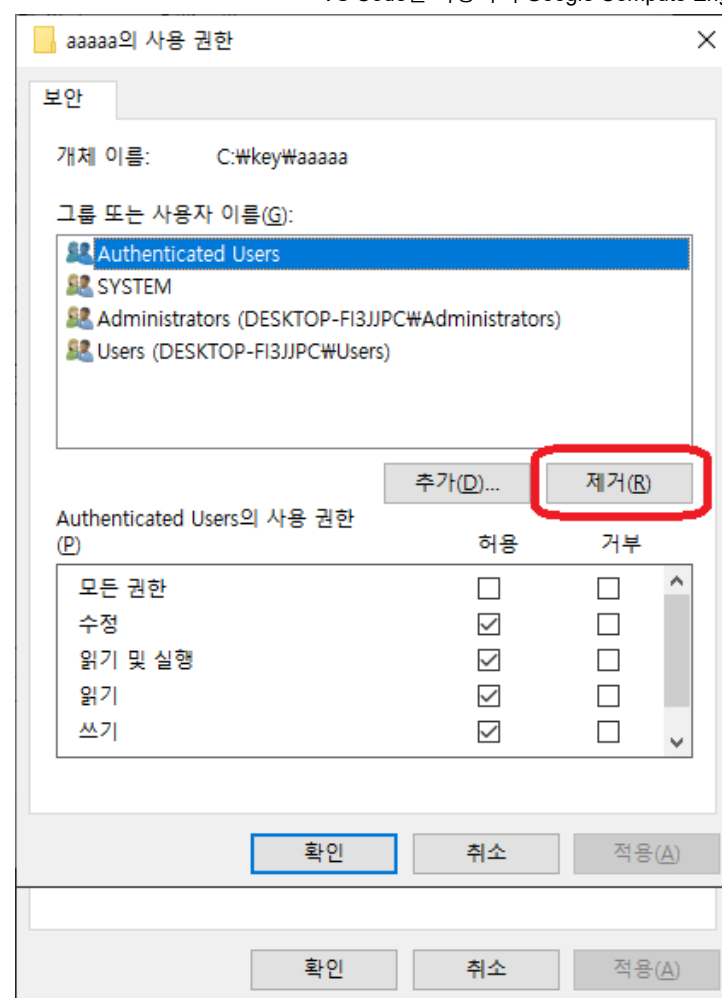 aaaaa의 사용 권한
보안
개체 이름: C:₩key₩aaaaa
그룹 또는 사용자 이름(G):
Authenticated Users
SYSTEM
Administrators (DESKTOP-FI3JJPC₩Administrators)
Users (DESKTOP-FI3JJPC₩Users)
추가(D)... 제거(R)
Authenticated Users의 사용 권한
(P) 허용 거부
모든 권한
수정
읽기 및 실행
읽기
쓰기
확인 취소 적용(A)
확인 취소 적용(A)